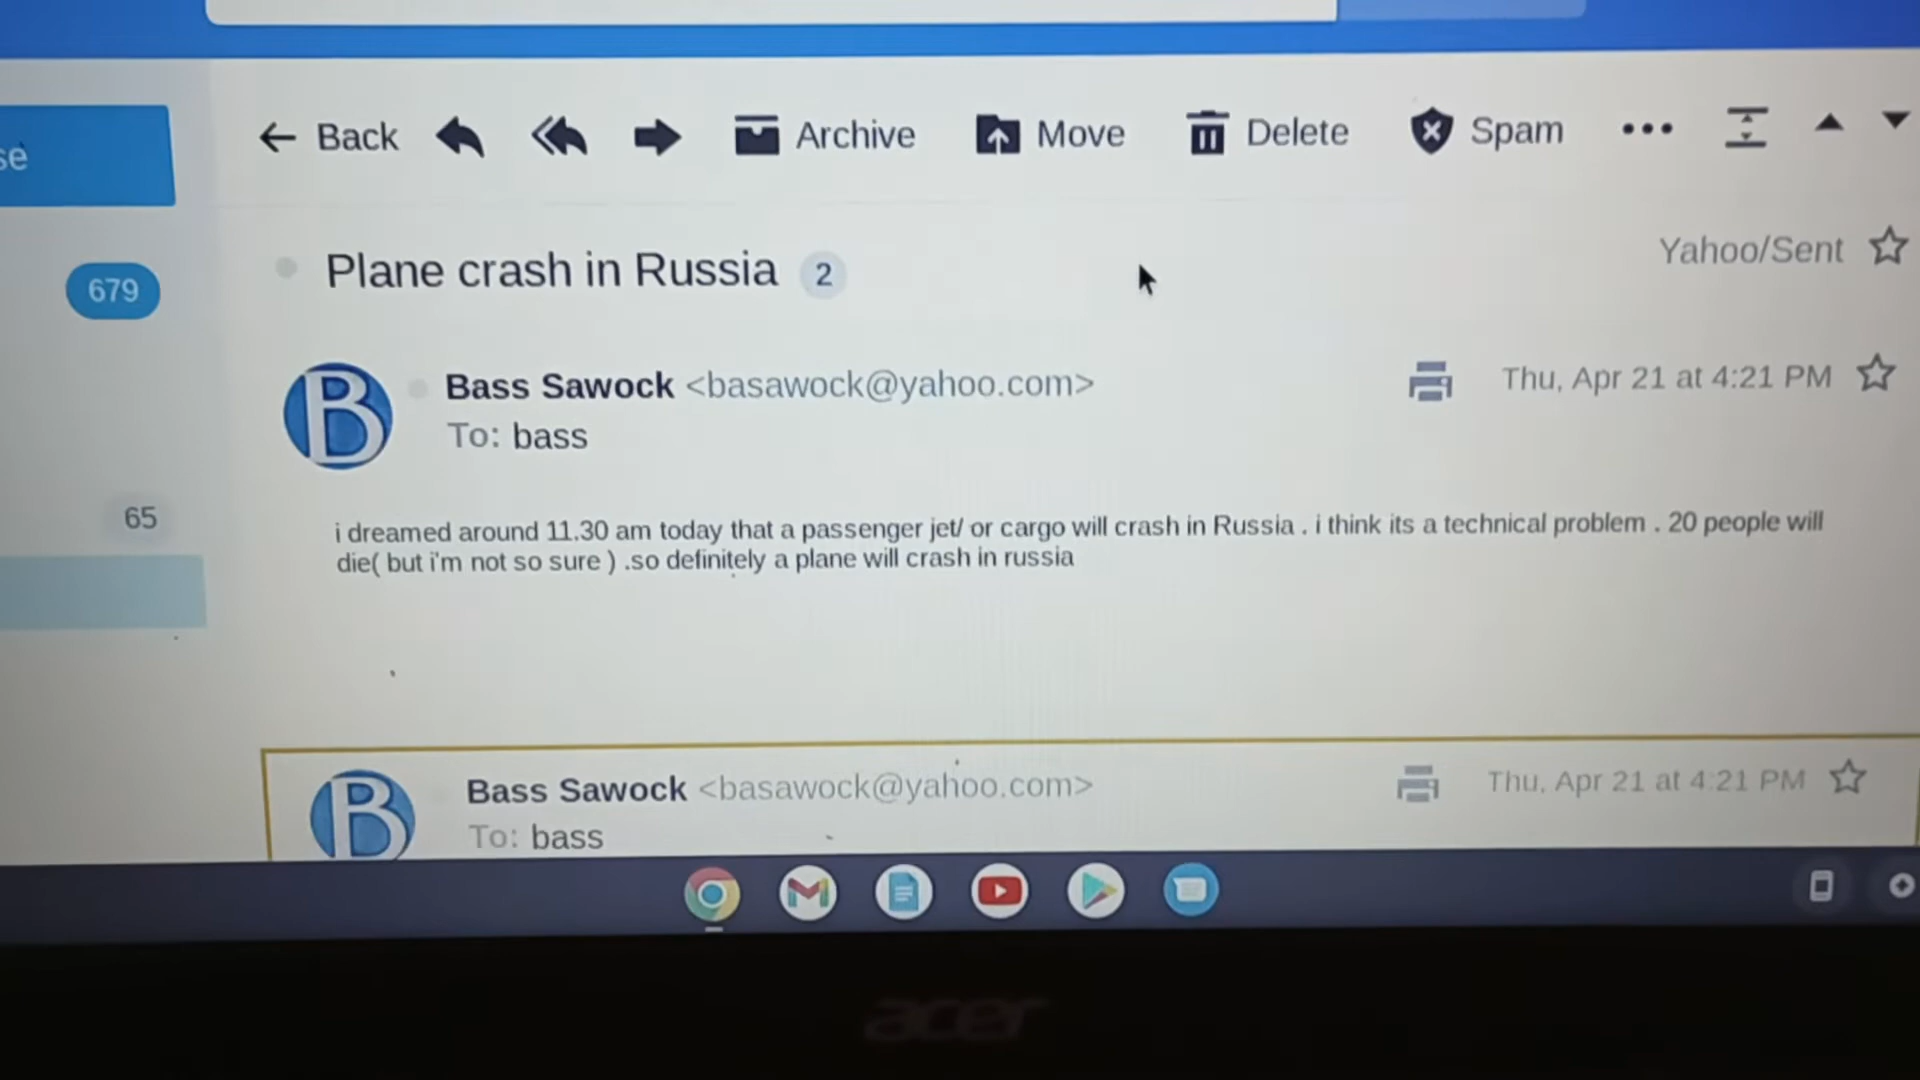 se
Back
Archive
Move
Delete
Spam
679
Plane crash in Russia 2
Yahoo/Sent
Bass Sawock <basawock@yahoo.com>
Thu, Apr 21 at 4:21 PM
To: bass
65
i dreamed around 11.30 am today that a passenger jet/ or cargo will crash in Russia . i think its a technical problem . 20 people will
die( but i'm not so sure ) .so definitely a plane will crash in russia
Bass Sawock <basawock@yahoo.com>
Thu, Apr 21 at 4:21 PM
To: bass
acer